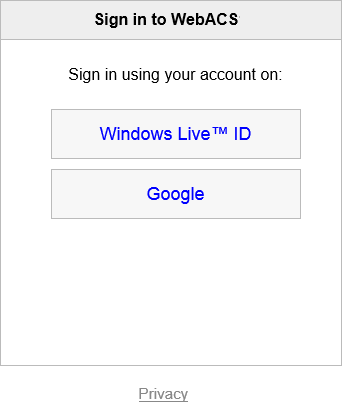 Sign in to WebACS
Sign in using your account on:
Windows Live™ ID
Google
Privacy